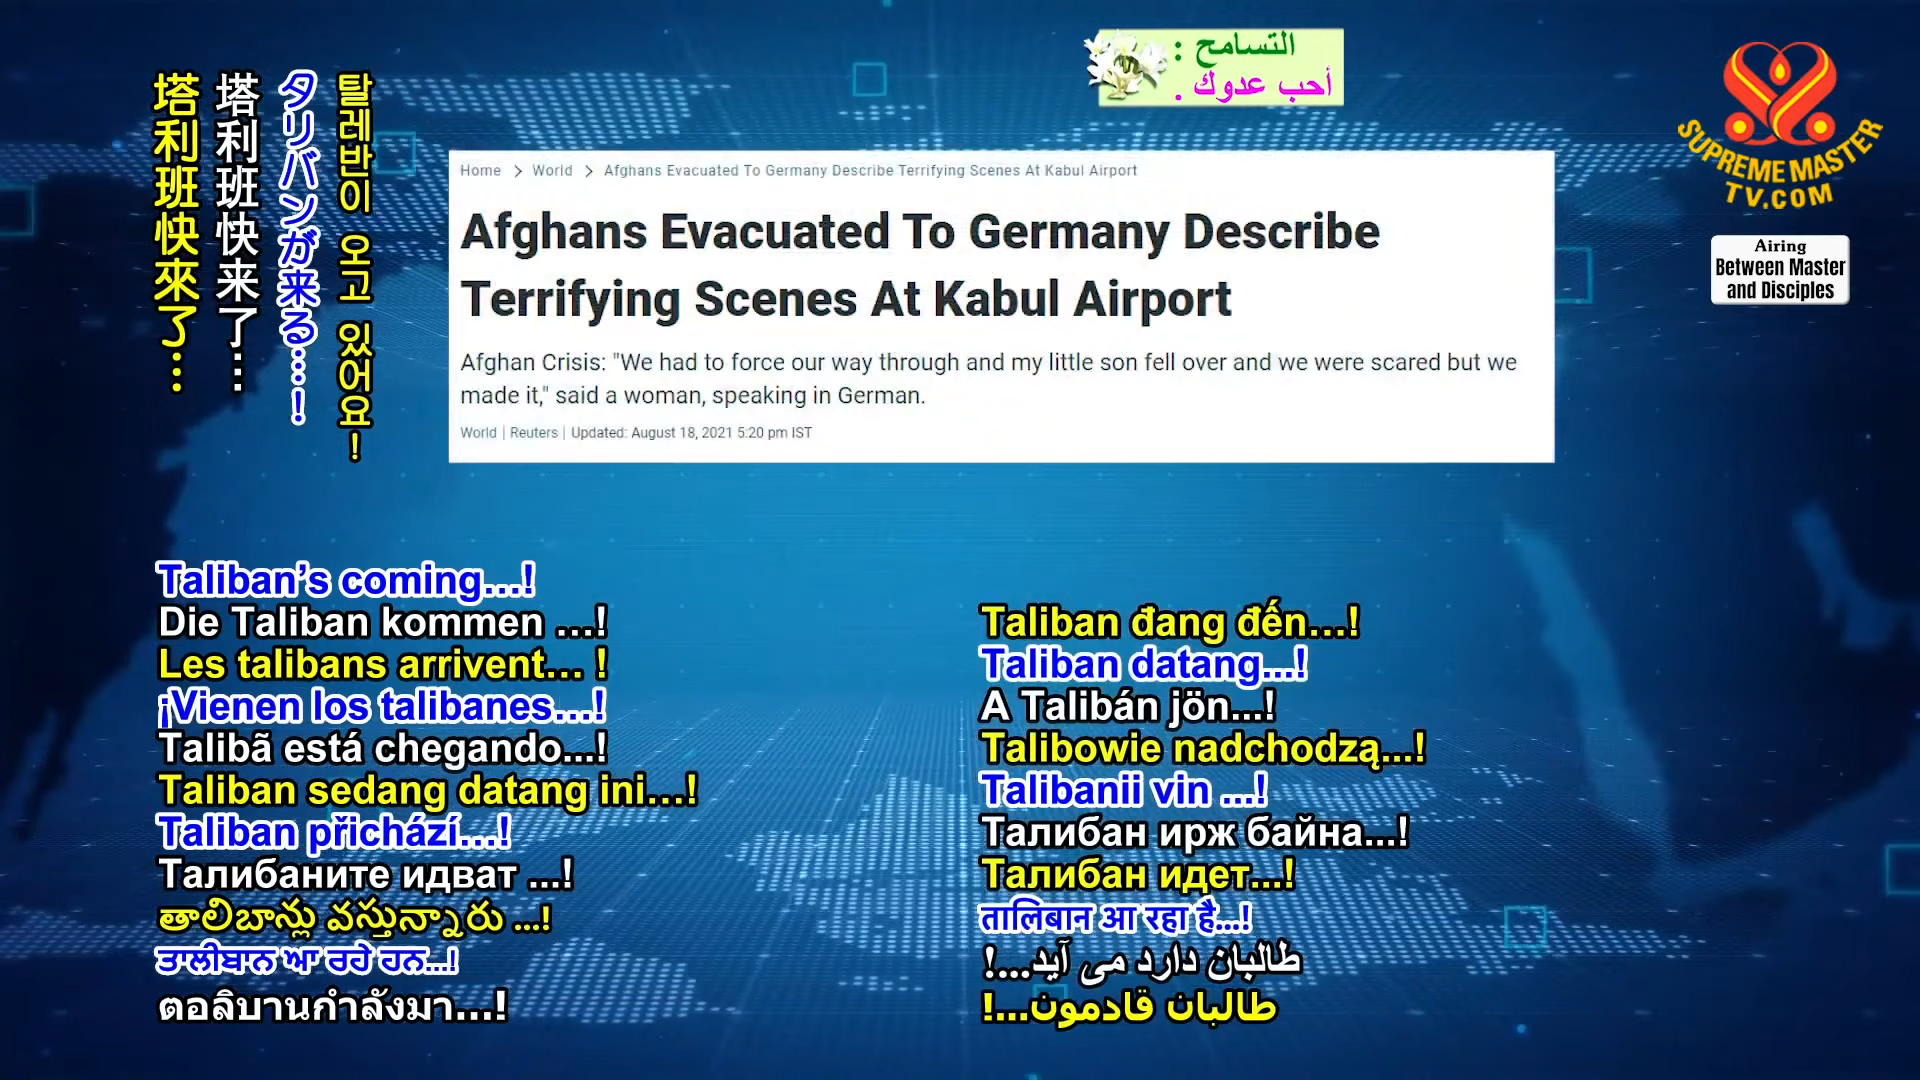 التسامح :
أحب عدوك .
SUPREME MASTER
TV.COM
Airing
Between Master
and Disciples
塔利班快來了…
塔利班快来了…
タリバンが来る…!
탈레반이 오고 있어요!
Home > World > Afghans Evacuated To Germany Describe Terrifying Scenes At Kabul Airport
Afghans Evacuated To Germany Describe
Terrifying Scenes At Kabul Airport
Afghan Crisis: "We had to force our way through and my little son fell over and we were scared but we
made it," said a woman, speaking in German.
World | Reuters | Updated: August 18, 2021 5:20 pm IST
Taliban’s coming…!
Die Taliban kommen …!
Les talibans arrivent… !
¡Vienen los talibanes…!
Talibã está chegando...!
Taliban sedang datang ini…!
Taliban přichází…!
Талибаните идват ...!
తాలిబాన్లు వస్తున్నారు ...!
ਤਾਲੀਬਾਨ ਆ ਰਹੇ ਹਨ...!
ตอลิบานกำลังมา…!
Taliban đang đến…!
Taliban datang...!
A Talibán jön...!
Talibowie nadchodzą...!
Talibanii vin ...!
Талибан ирж байна...!
Талибан идет...!
तालिबान आ रहा है...!
طالبان دارد می آید...!
طالبان قادمون...!